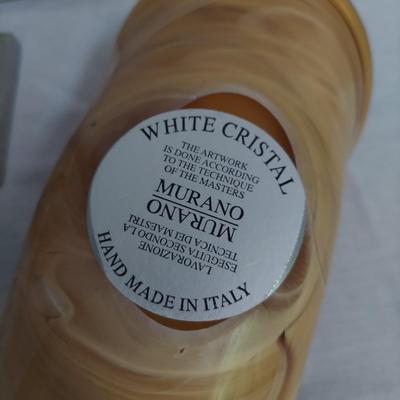 WHITE CRISTAL
THE ARTWORK
IS DONE ACCORDING
TO THE TECHNIQUE
OF THE MASTERS
MURANO
MURANO
LAVORAZIONE
ESEGUITA SECONDO LA
TECNICA DEI MAESTRI
HAND MADE IN ITALY